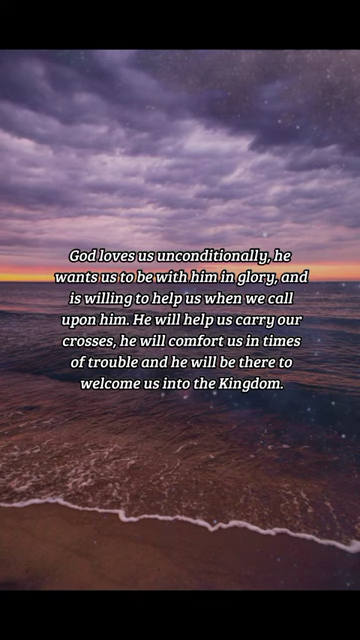 God loves us unconditionally, he
wants us to be with him in glory, and
is willing to help us when we call
upon him. He will help us carry our
crosses, he will comfort us in times
of trouble and he will be there to
welcome us into the Kingdom.